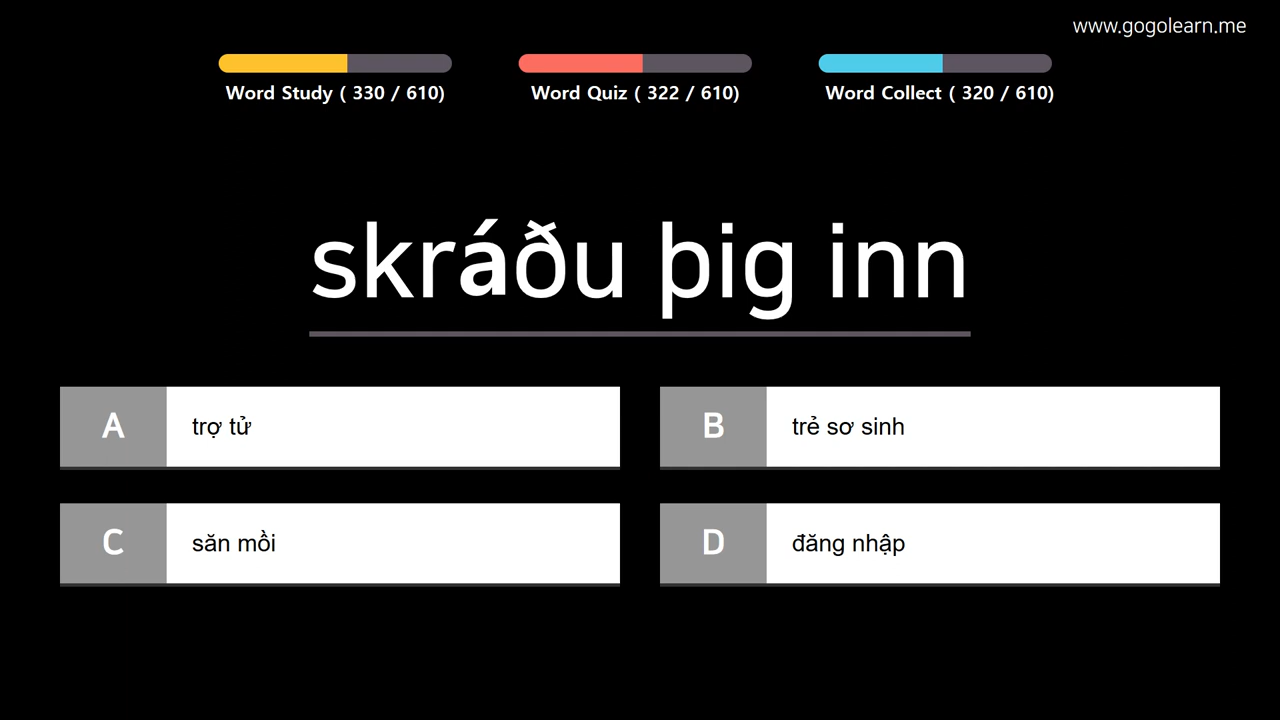 www.gogolearn.me
Word Study ( 330 / 610)
Word Quiz ( 322 / 610)
Word Collect ( 320 / 610)
skráðu þig inn
A
trợ tử
B
trẻ sơ sinh
C
săn mồi
D
đăng nhập